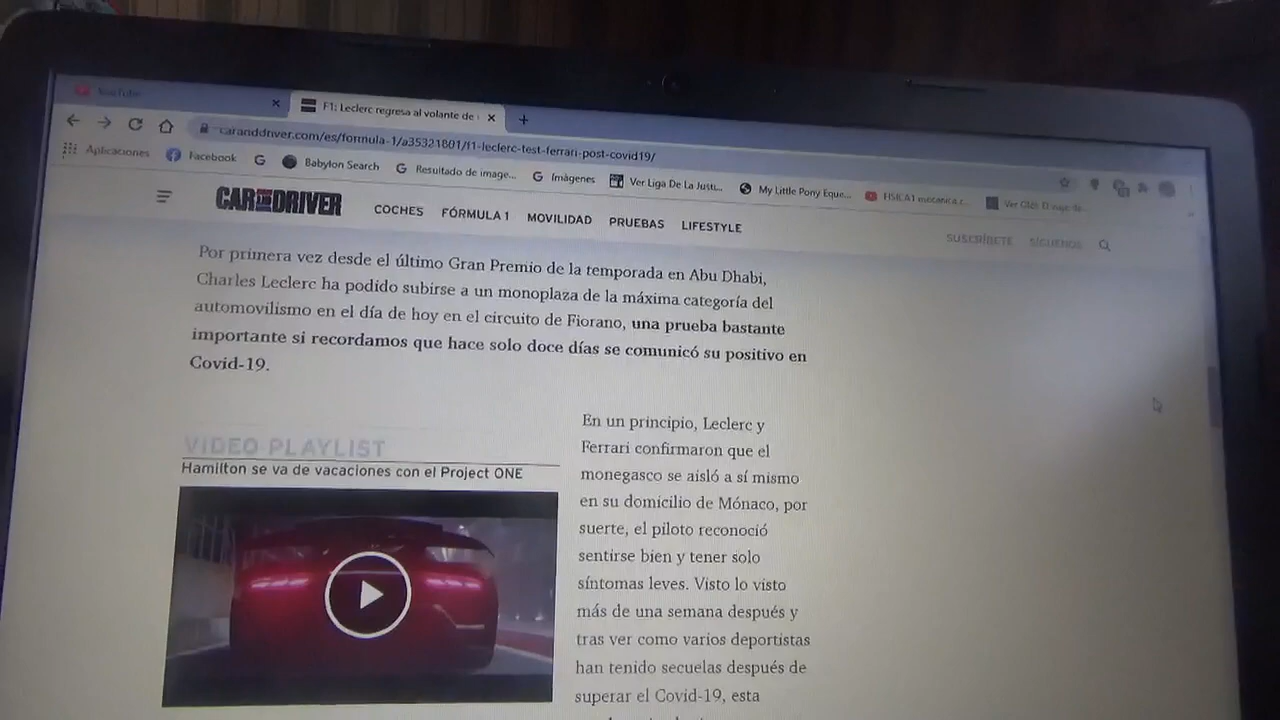 YouTube
F1: Leclerc regresa al volante de
caranddriver.com/es/formula-1/a35321801/f1-leclerc-test-ferrari-post-covid19/
Aplicaciones Facebook Babylon Search Resultado de image... Imágenes Ver Liga De La Justi... My Little Pony Eque... FISICA1 mecánica c...
CAR AND DRIVER COCHES FÓRMULA 1 MOVILIDAD PRUEBAS LIFESTYLE
SUSCRÍBETE SÍGUENOS
Por primera vez desde el último Gran Premio de la temporada en Abu Dhabi,
Charles Leclerc ha podido subirse a un monoplaza de la máxima categoría del
automovilismo en el día de hoy en el circuito de Fiorano, una prueba bastante
importante si recordamos que hace solo doce días se comunicó su positivo en
Covid-19.
VIDEO PLAYLIST
Hamilton se va de vacaciones con el Project ONE
En un principio, Leclerc y
Ferrari confirmaron que el
monegasco se aisló a sí mismo
en su domicilio de Mónaco, por
suerte, el piloto reconoció
sentirse bien y tener solo
síntomas leves. Visto lo visto
más de una semana después y
tras ver como varios deportistas
han tenido secuelas después de
superar el Covid-19, esta